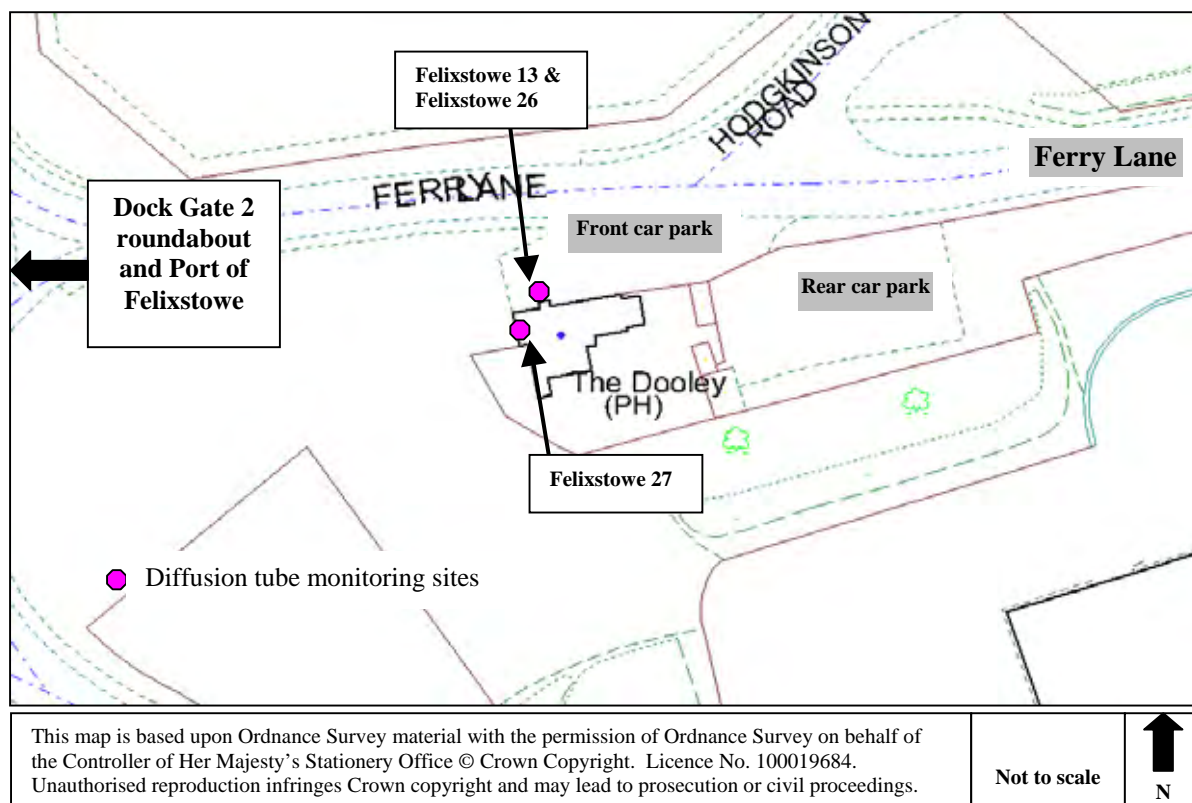 Felixstowe 13 &
Felixstowe 26
HODGKINSON
ROAD
Ferry Lane
FERRY LANE
Dock Gate 2
roundabout
and Port of
Felixstowe
Front car park
Rear car park
The Dooley
(PH)
Felixstowe 27
Diffusion tube monitoring sites
This map is based upon Ordnance Survey material with the permission of Ordnance Survey on behalf of
the Controller of Her Majesty's Stationery Office © Crown Copyright. Licence No. 100019684.
Unauthorised reproduction infringes Crown copyright and may lead to prosecution or civil proceedings.
Not to scale
N